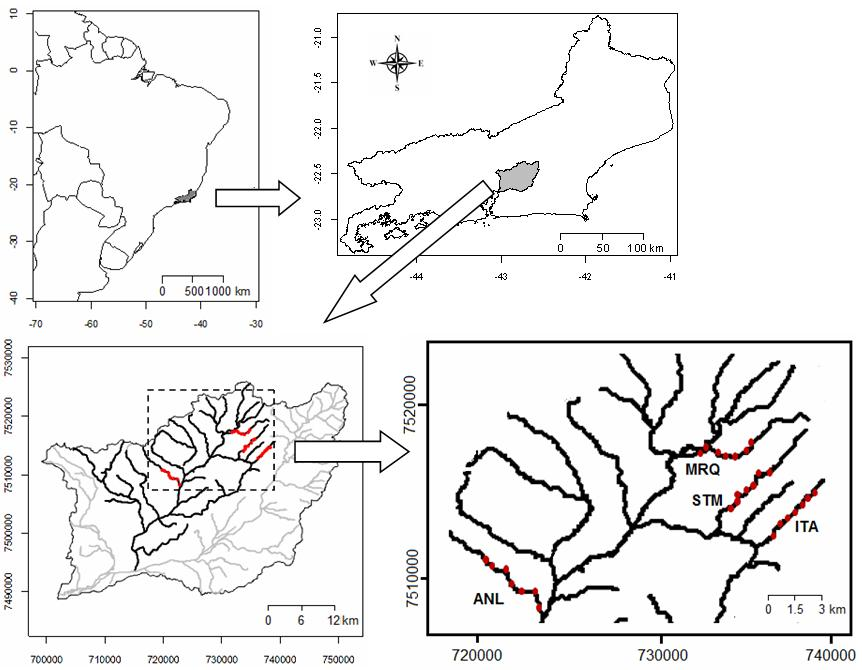 10
0
-10
-20
-30
-40
-70 -60 -50 -40 -30
0 500 1000 km
-21.0
-21.5
-22.0
-22.5
-23.0
N
W E
S
0 50 100 km
-44 -43 -42 -41
7530000
7520000
7510000
7500000
7490000
0 6 12 km
700000 710000 720000 730000 740000 750000
7520000
7510000
MRQ
STM
ITA
ANL
0 1.5 3 km
720000 730000 740000